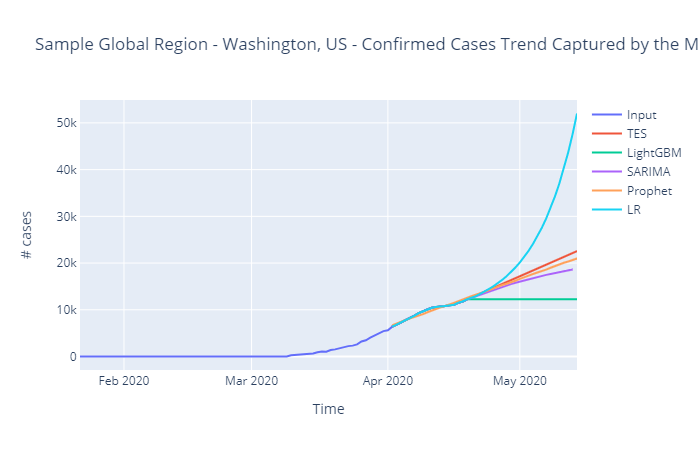 Sample Global Region - Washington, US - Confirmed Cases Trend Captured by the M
Input
TES
LightGBM
SARIMA
Prophet
LR
50k
40k
30k
20k
10k
0
# cases
Feb 2020
Mar 2020
Apr 2020
May 2020
Time